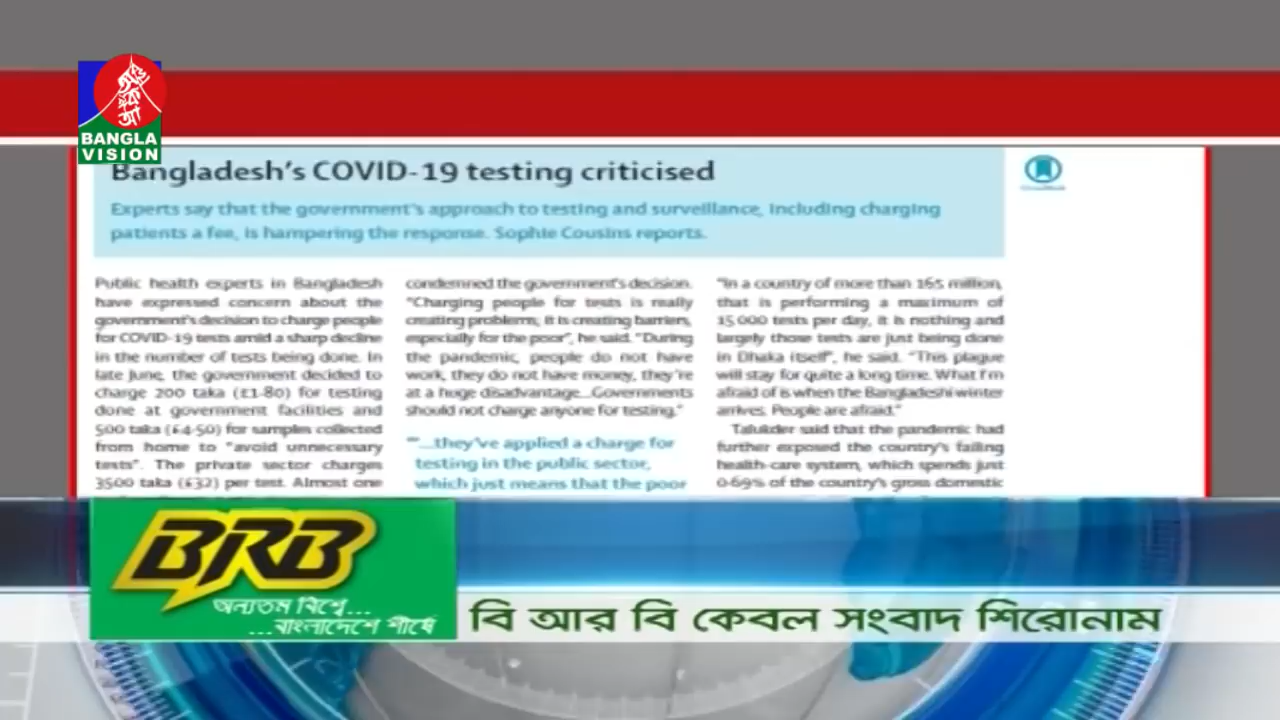 BANGLA
VISION
Bangladesh's COVID-19 testing criticised
Experts say that the government's approach to testing and surveillance, including charging
patients a fee, is hampering the response. Sophie Cousins reports.
Public health experts in Bangladesh
have expressed concern about the
government's decision to charge people
for COVID-19 tests amid a sharp decline
in the number of tests being done. In
late June, the government decided to
charge 200 taka (£1·80) for testing
done at government facilities and
500 taka (£4·50) for samples collected
from home to "avoid unnecessary
tests". The private sector charges
3500 taka (£32) per test. Almost one
condemned the government's decision.
"Charging people for tests is really
creating problems; it is creating barriers,
especially for the poor", he said. "During
the pandemic, people do not have
work, they do not have money, they're
at a huge disadvantage…Governments
should not charge anyone for testing."
"'…they've applied a charge for
testing in the public sector,
which just means that the poor
"In a country of more than 165 million,
that is performing a maximum of
15 000 tests per day, it is nothing and
largely those tests are just being done
in Dhaka itself", he said. "This plague
will stay for quite a long time. What I'm
afraid of is when the Bangladeshi winter
arrives. People are afraid."
Talukder said that the pandemic had
further exposed the country's failing
health-care system, which spends just
0·69% of the country's gross domestic
BRB
অন্যতম বিশ্বে...
...বাংলাদেশে শীর্ষে
বি আর বি কেবল সংবাদ শিরোনাম